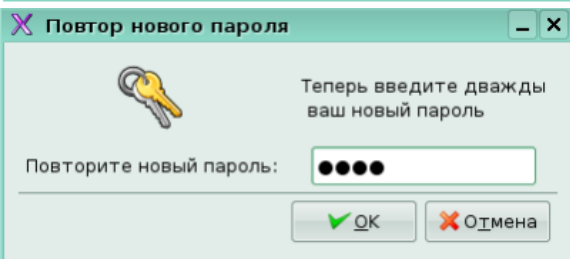 Повтор нового пароля
Теперь введите дважды
ваш новый пароль
Повторите новый пароль:
OK
Отмена